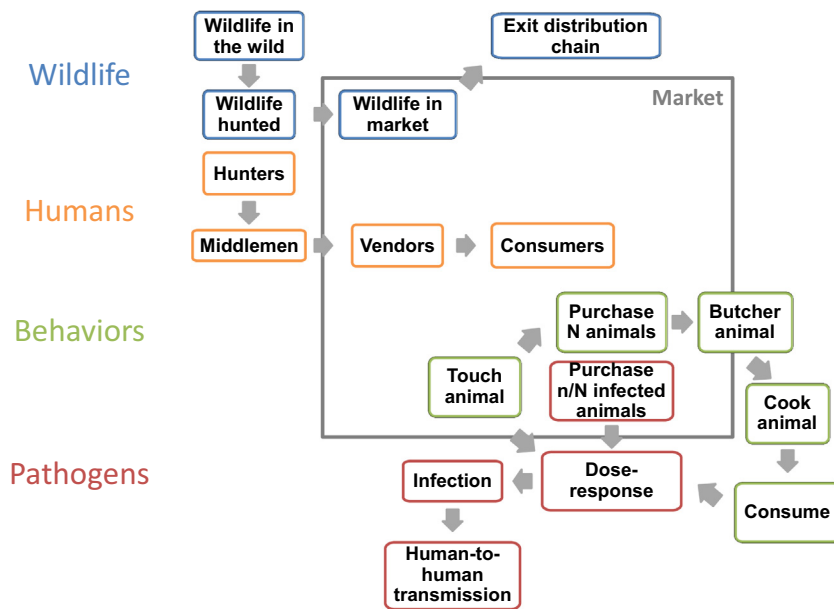 Wildlife in
the wild
Exit distribution
chain
Wildlife
Market
Wildlife
hunted
Wildlife in
market
Hunters
Humans
Middlemen
Vendors
Consumers
Behaviors
Purchase
N animals
Butcher
animal
Touch
animal
Purchase
n/N infected
animals
Cook
animal
Pathogens
Infection
Dose-
response
Consume
Human-to-
human
transmission